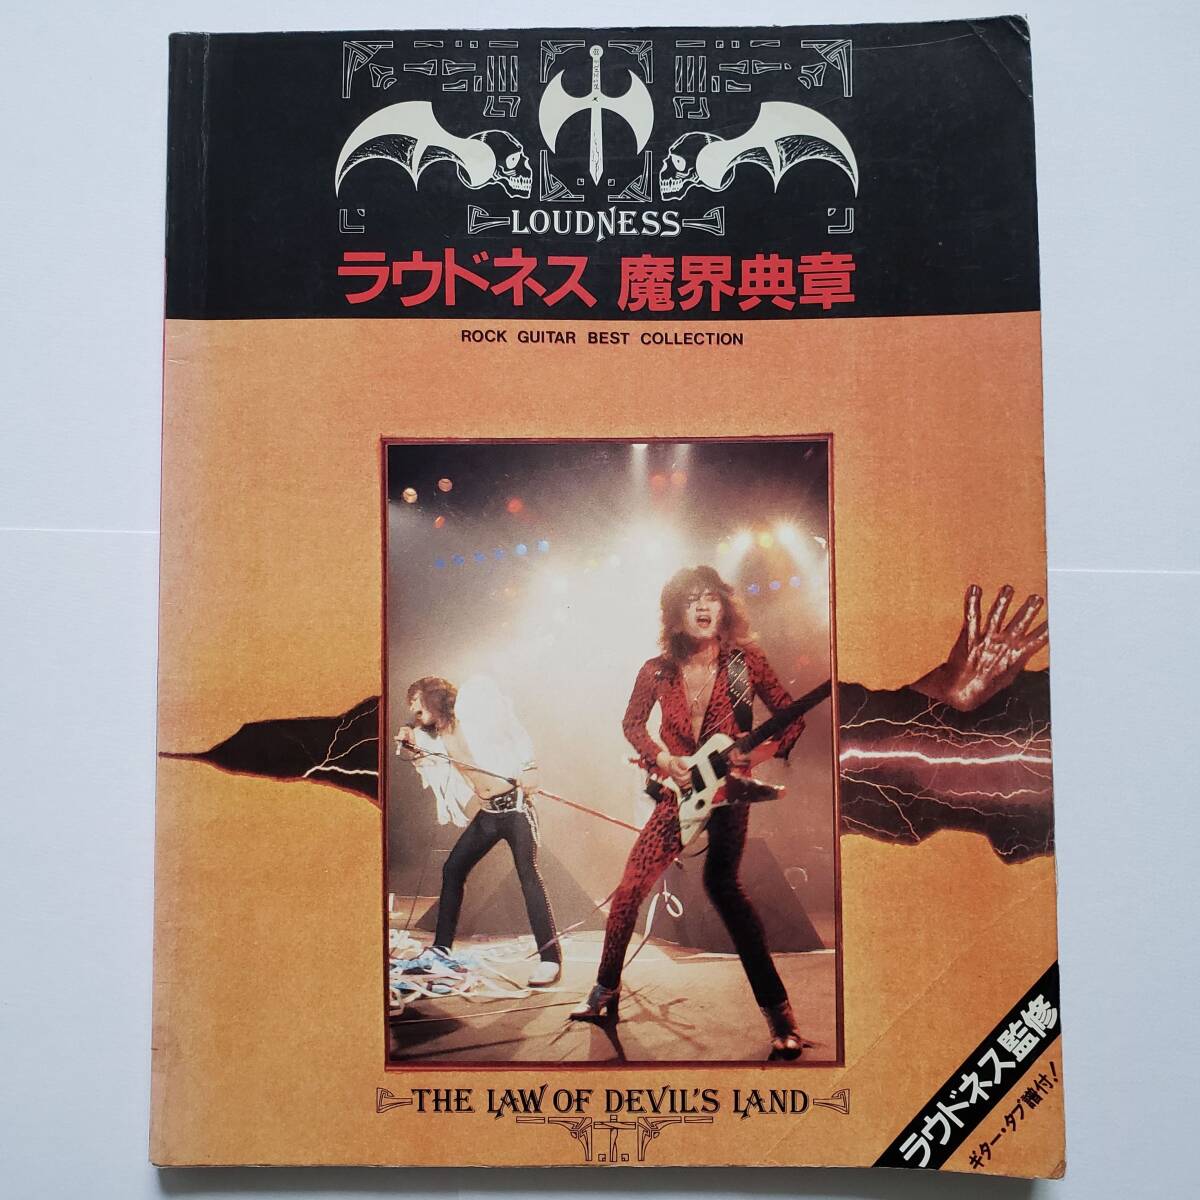 LOUDNESS
ラウドネス 魔界典章
ROCK GUITAR BEST COLLECTION
THE LAW OF DEVIL'S LAND
ラウドネス監修
ギター・タブ譜付!